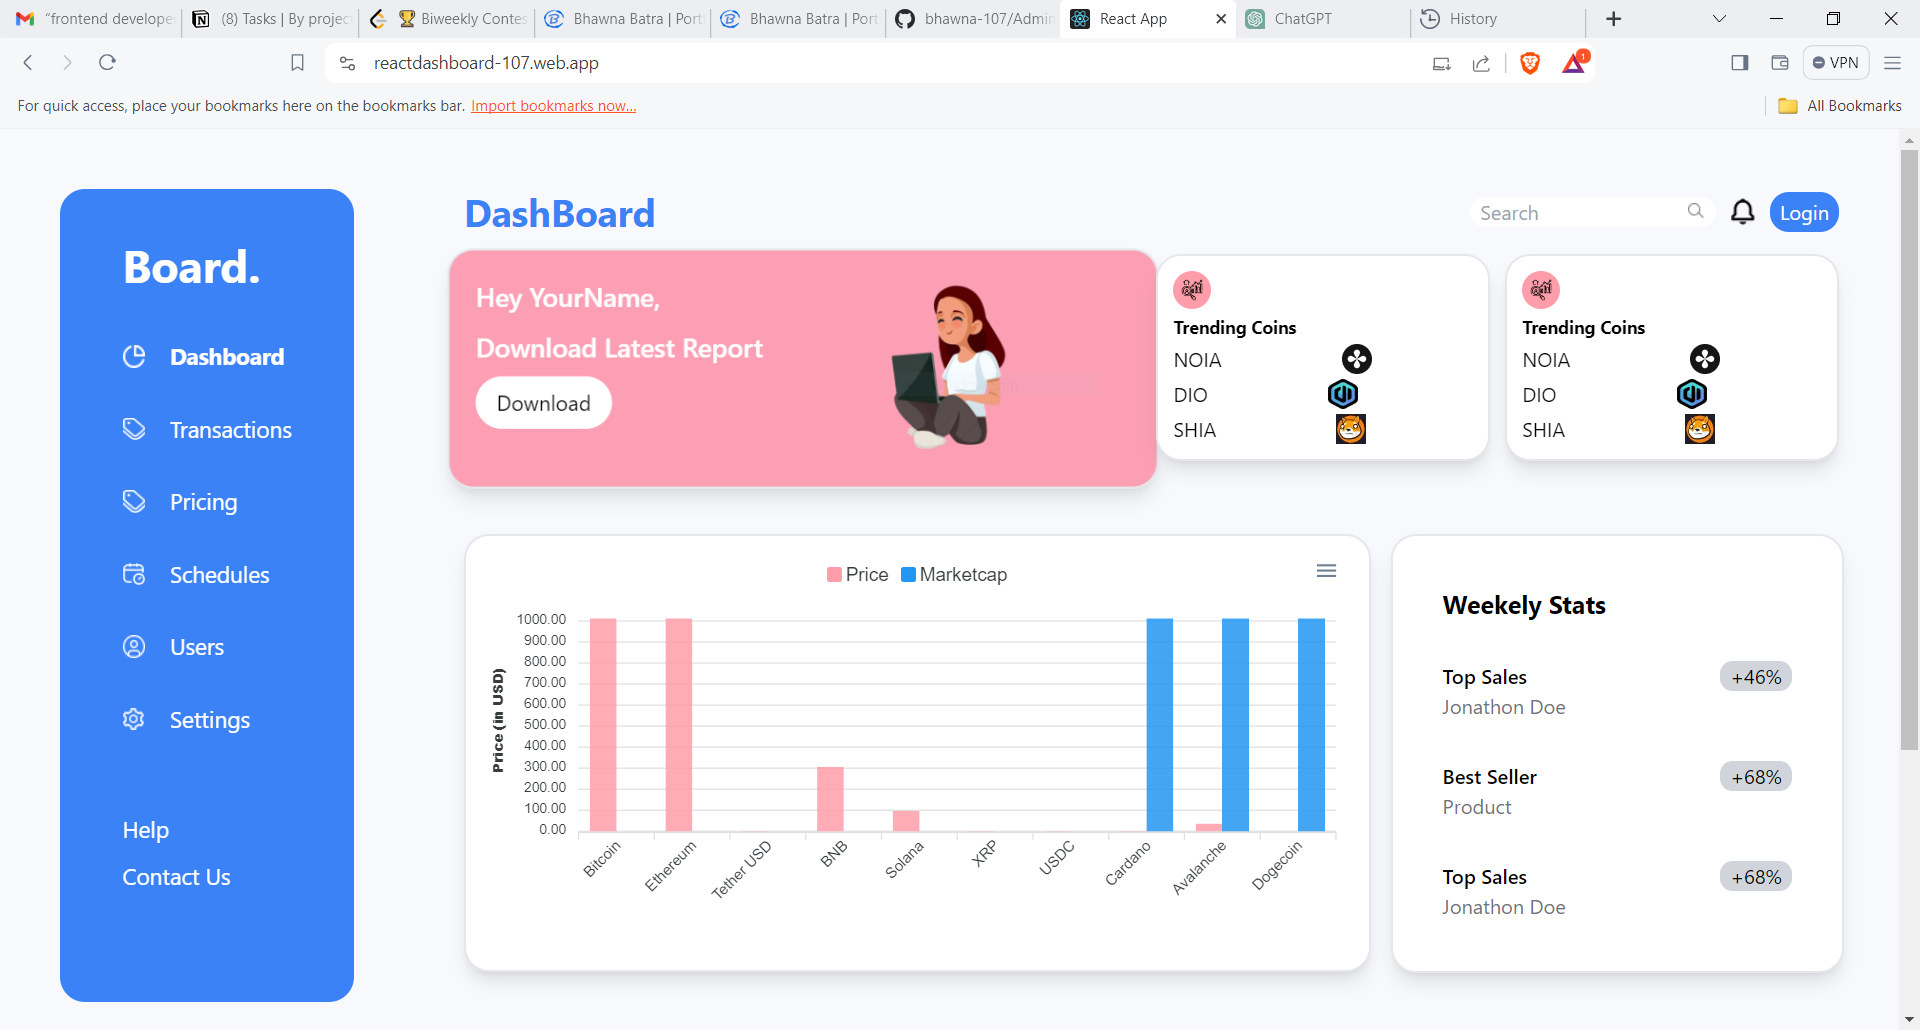 “frontend develope
(8) Tasks | By project
Biweekly Contes
Bhawna Batra | Port
Bhawna Batra | Port
bhawna-107/Admin
React App
ChatGPT
History
reactdashboard-107.web.app
1
VPN
For quick access, place your bookmarks here on the bookmarks bar. Import bookmarks now...
All Bookmarks
Board.
Dashboard
Transactions
Pricing
Schedules
Users
Settings
Help
Contact Us
DashBoard
Search
Login
Hey YourName,
Download Latest Report
Download
Trending Coins
NOIA
DIO
SHIA
Trending Coins
NOIA
DIO
SHIA
Price
Marketcap
Price (in USD)
1000.00
900.00
800.00
700.00
600.00
500.00
400.00
300.00
200.00
100.00
0.00
Bitcoin
Ethereum
Tether USD
BNB
Solana
XRP
USDC
Cardano
Avalanche
Dogecoin
Weekely Stats
Top Sales
+46%
Jonathon Doe
Best Seller
+68%
Product
Top Sales
+68%
Jonathon Doe